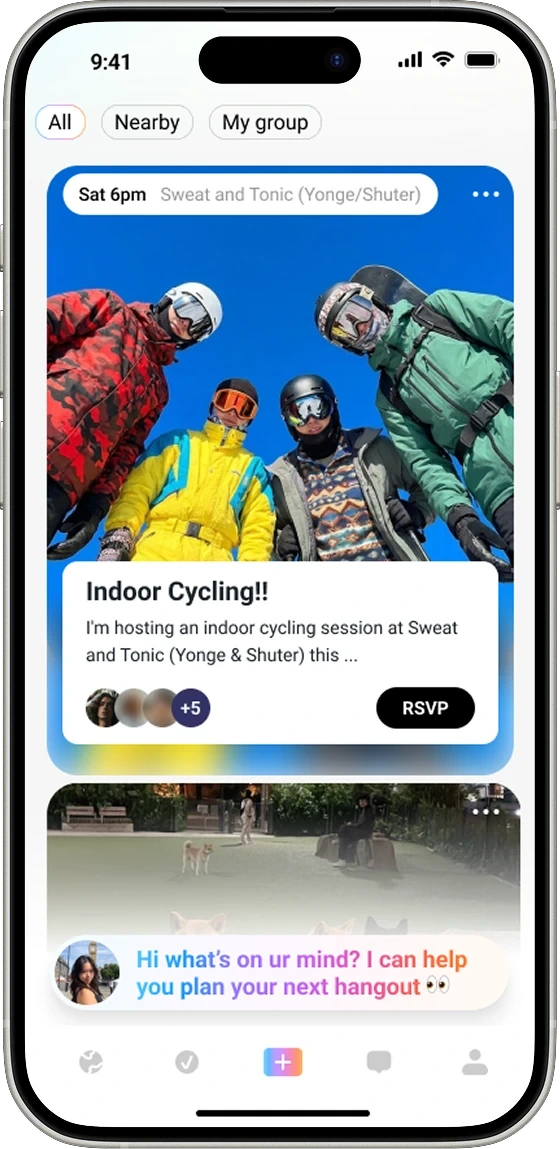 9:41
All
Nearby
My group
Sat 6pm Sweat and Tonic (Yonge/Shuter)
Indoor Cycling!!
I'm hosting an indoor cycling session at Sweat
and Tonic (Yonge & Shuter) this ...
+5
RSVP
Hi what's on ur mind? I can help
you plan your next hangout 👀